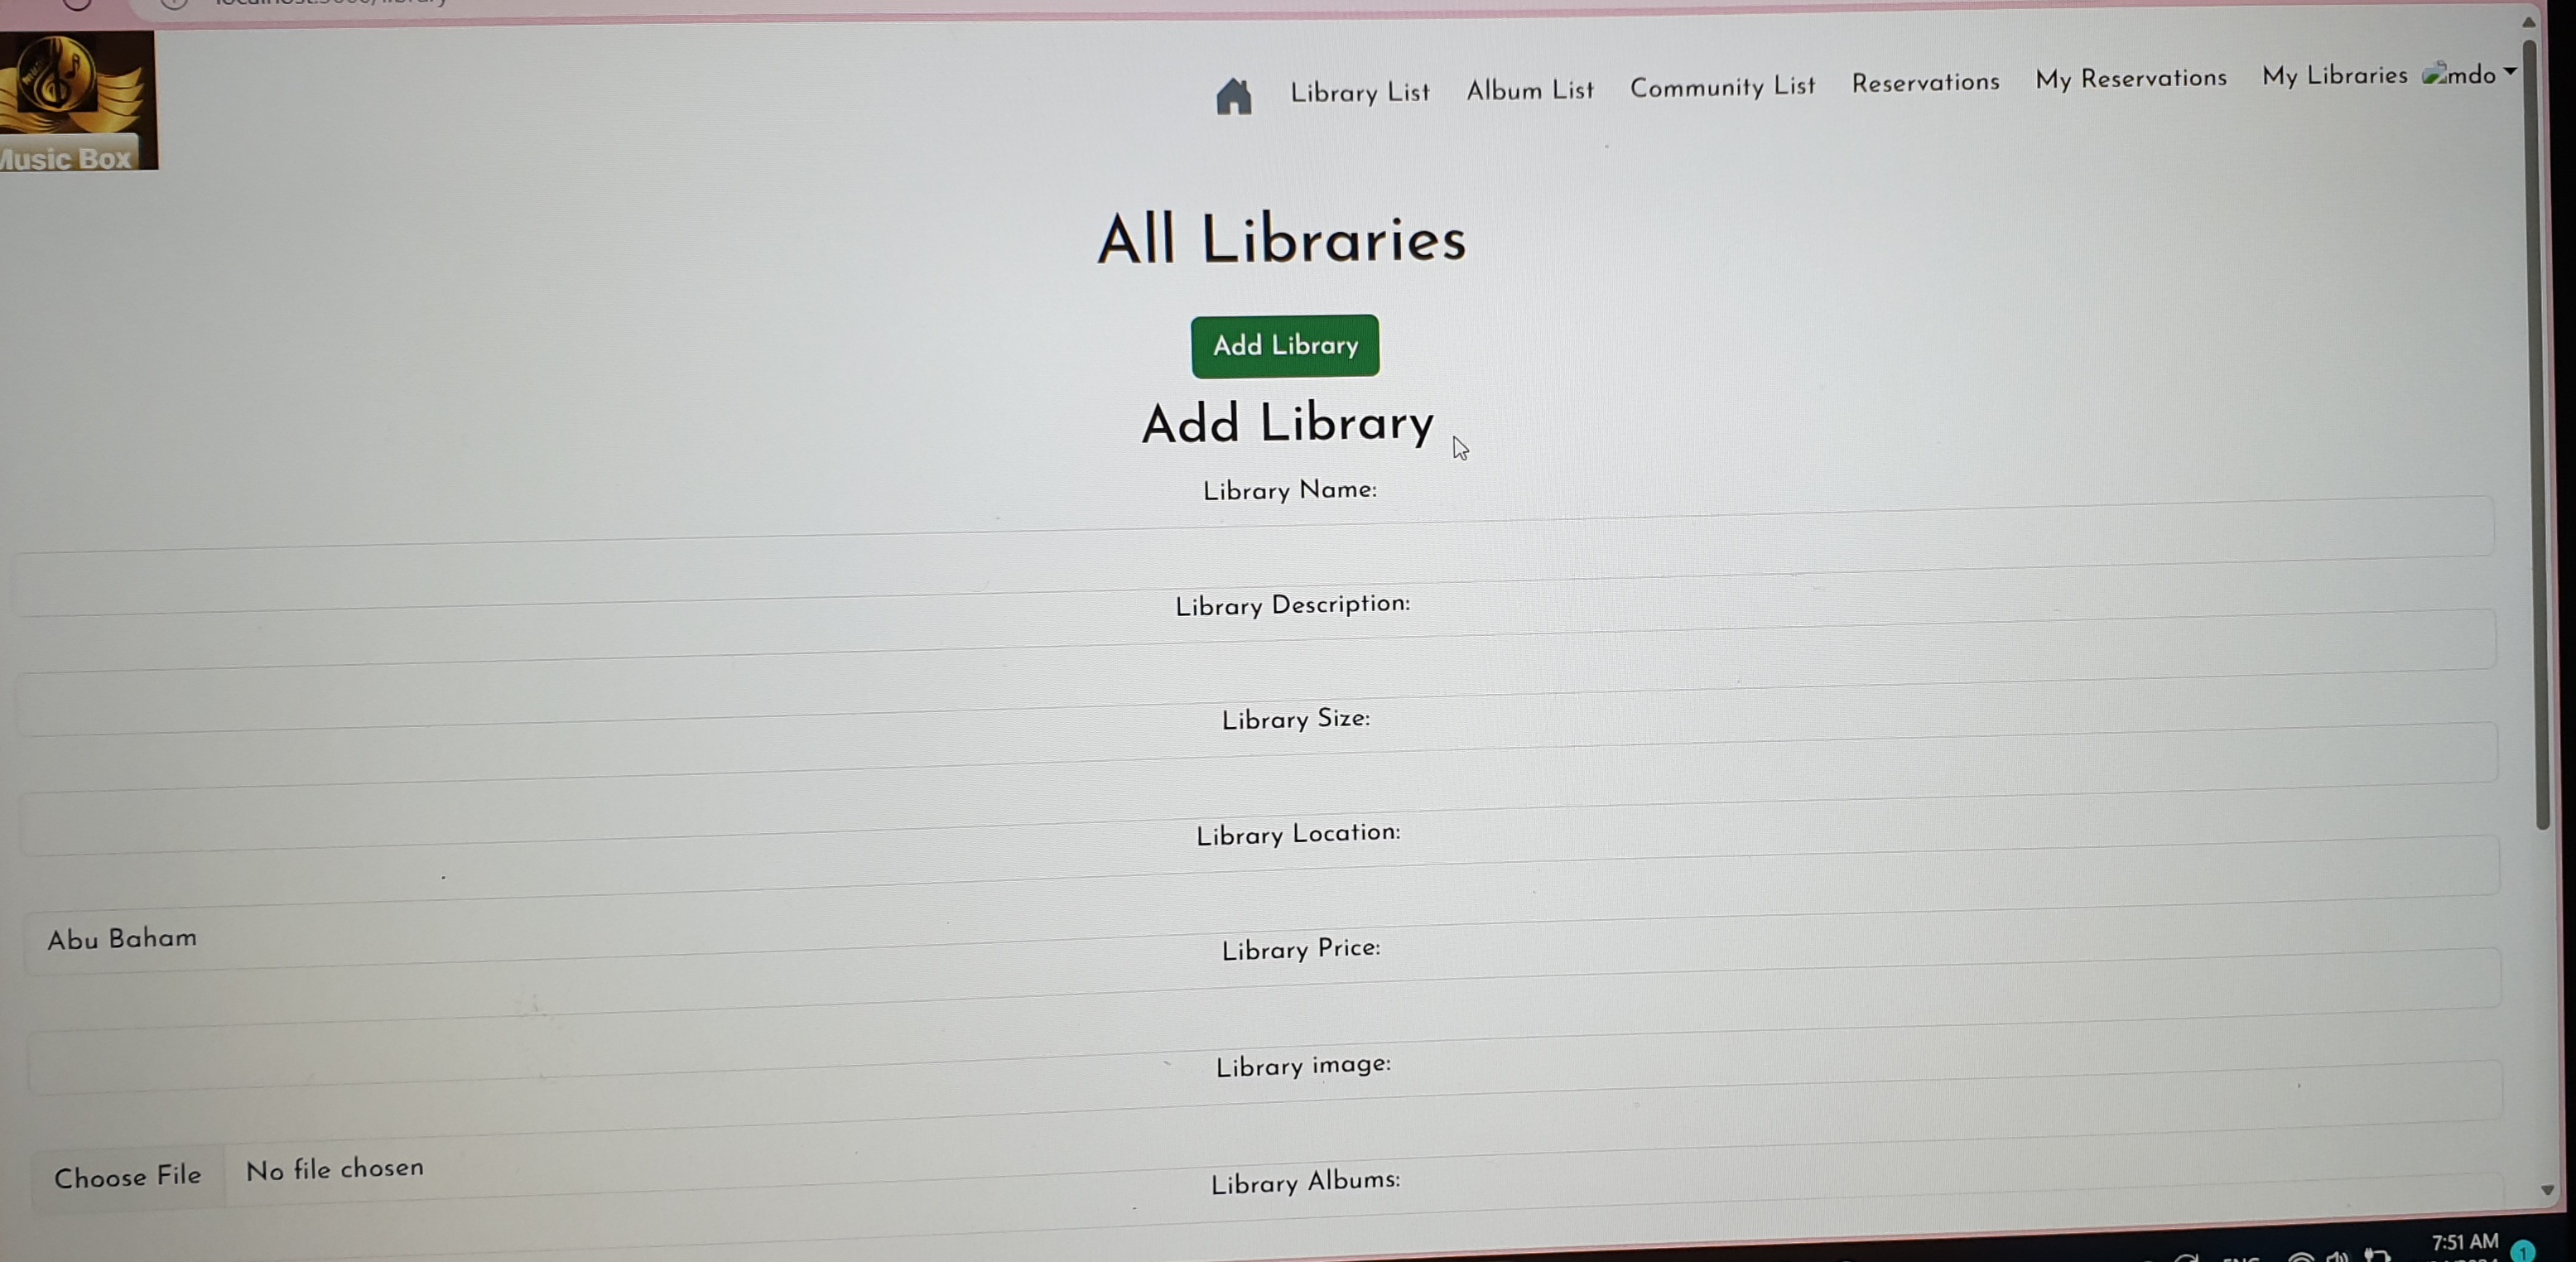 Music Box
Library List Album List Community List Reservations My Reservations My Libraries mdo
All Libraries
Add Library
Add Library
Library Name:
Library Description:
Library Size:
Library Location:
Abu Baham
Library Price:
Library image:
Choose File No file chosen
Library Albums:
7:51 AM
1